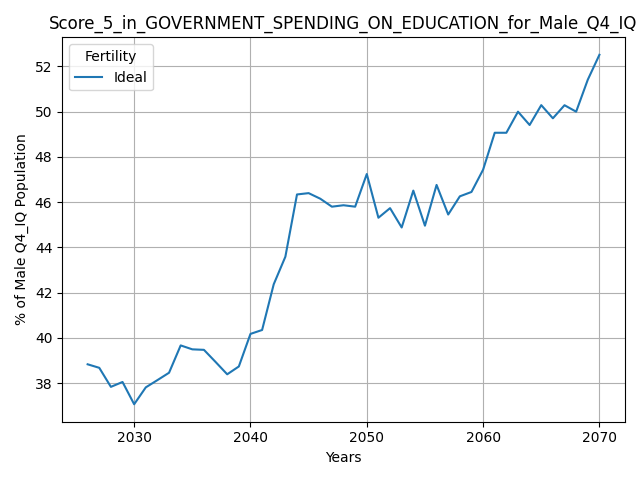 Score_5_in_GOVERNMENT_SPENDING_ON_EDUCATION_for_Male_Q4_IQ
Fertility
Ideal
% of Male Q4_IQ Population
52
50
48
46
44
42
40
38
2030 2040 2050 2060 2070
Years